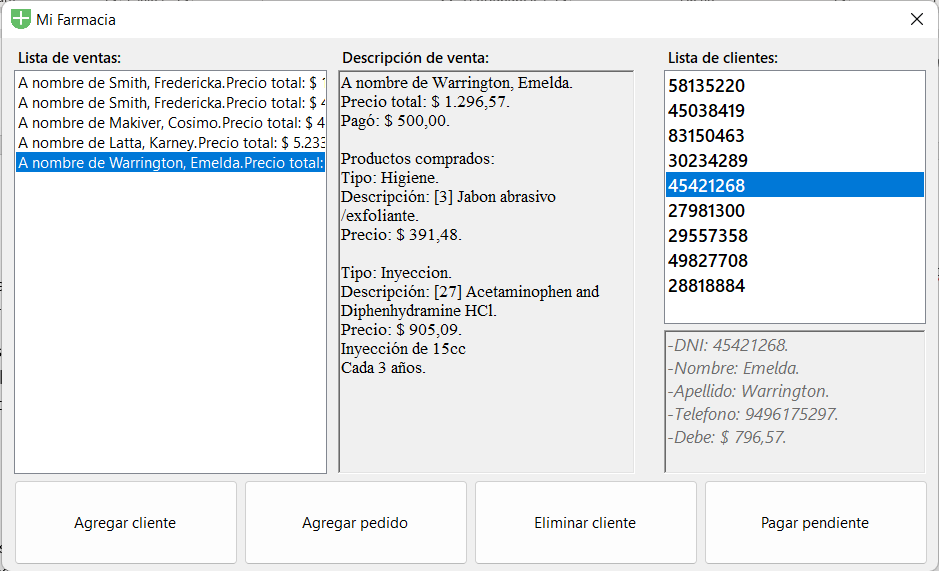 Mi Farmacia
Lista de ventas:
A nombre de Smith, Fredericka.Precio total: $
A nombre de Smith, Fredericka.Precio total: $ 4
A nombre de Makiver, Cosimo.Precio total: $ 4
A nombre de Latta, Karney.Precio total: $ 5.233
A nombre de Warrington, Emelda.Precio total:
Descripción de venta:
A nombre de Warrington, Emelda.
Precio total: $ 1.296,57.
Pagó: $ 500,00.
Productos comprados:
Tipo: Higiene.
Descripción: [3] Jabon abrasivo
/exfoliante.
Precio: $ 391,48.
Tipo: Inyeccion.
Descripción: [27] Acetaminophen and
Diphenhydramine HCl.
Precio: $ 905,09.
Inyección de 15cc
Cada 3 años.
Lista de clientes:
58135220
45038419
83150463
30234289
45421268
27981300
29557358
49827708
28818884
-DNI: 45421268.
-Nombre: Emelda.
-Apellido: Warrington.
-Telefono: 9496175297.
-Debe: $ 796,57.
Agregar cliente
Agregar pedido
Eliminar cliente
Pagar pendiente